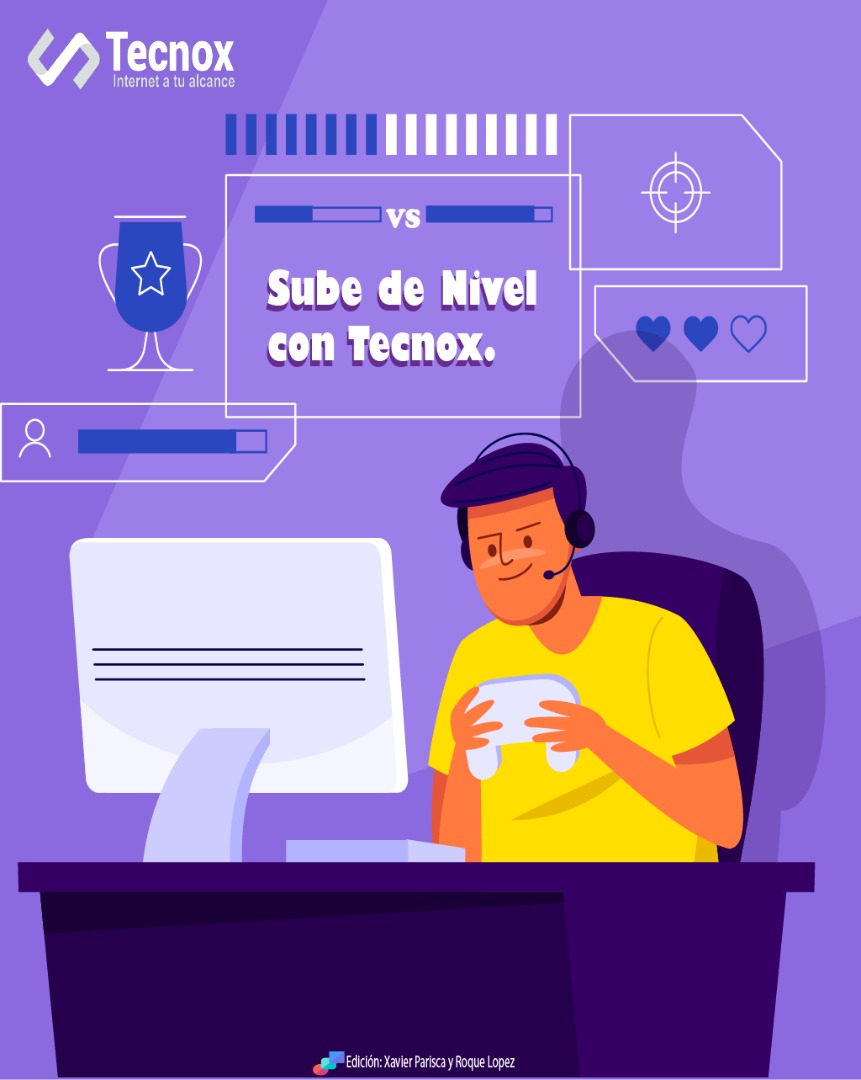 Tecnox
Internet a tu alcance
vs
Sube de Nivel
con Tecnox.
Edición: Xavier Parisca y Roque Lopez